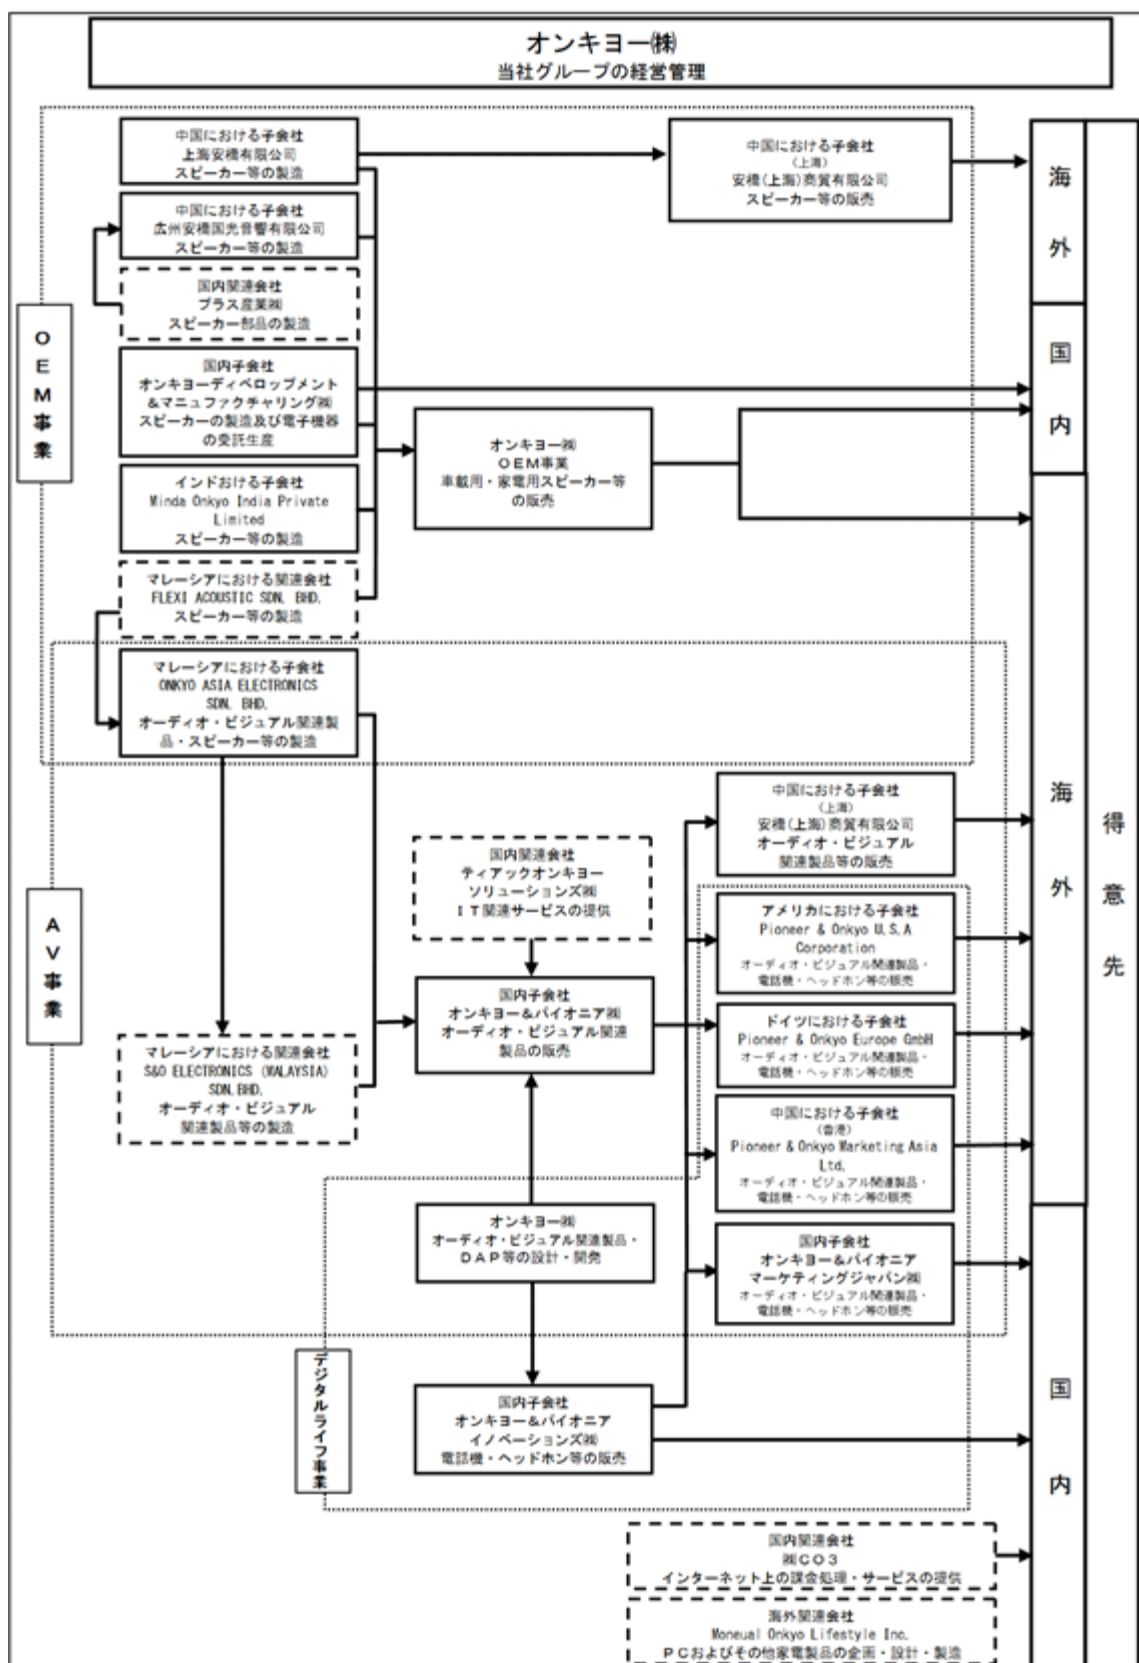 オンキヨー㈱
当社グループの経営管理
中国における子会社
上海安橋有限公司
スピーカー等の製造
中国における子会社
(上海)
安橋(上海)商貿有限公司
スピーカー等の販売
海外
中国における子会社
広州安橋国光音響有限公司
スピーカー等の製造
国内関連会社
プラス産業㈱
スピーカー部品の製造
OEM事業
国内
国内子会社
オンキヨーディベロップメント
&マニュファクチャリング㈱
スピーカーの製造及び電子機器
の受託生産
オンキヨー㈱
OEM事業
車載用・家電用スピーカー等
の販売
インドおける子会社
Minda Onkyo India Private
Limited
スピーカー等の製造
マレーシアにおける関連会社
FLEXI ACOUSTIC SDN. BHD.
スピーカー等の製造
マレーシアにおける子会社
ONKYO ASIA ELECTRONICS
SDN. BHD.
オーディオ・ビジュアル関連製
品・スピーカー等の製造
海外
得意先
中国における子会社
(上海)
安橋(上海)商貿有限公司
オーディオ・ビジュアル
関連製品等の販売
国内関連会社
ティアックオンキヨー
ソリューションズ㈱
IT関連サービスの提供
AV事業
アメリカにおける子会社
Pioneer & Onkyo U.S.A
Corporation
オーディオ・ビジュアル関連製品・
電話機・ヘッドホン等の販売
国内子会社
オンキヨー&パイオニア㈱
オーディオ・ビジュアル関連
製品の販売
ドイツにおける子会社
Pioneer & Onkyo Europe GmbH
オーディオ・ビジュアル関連製品・
電話機・ヘッドホン等の販売
マレーシアにおける関連会社
S&O ELECTRONICS (MALAYSIA)
SDN.BHD.
オーディオ・ビジュアル
関連製品等の製造
中国における子会社
(香港)
Pioneer & Onkyo Marketing Asia
Ltd.
オーディオ・ビジュアル関連製品・
電話機・ヘッドホン等の販売
オンキヨー㈱
オーディオ・ビジュアル関連製品・
DAP等の設計・開発
国内子会社
オンキヨー&パイオニア
マーケティングジャパン㈱
オーディオ・ビジュアル関連製品・
電話機・ヘッドホン等の販売
デジタルライフ事業
国内
国内子会社
オンキヨー&パイオニア
イノベーションズ㈱
電話機・ヘッドホン等の販売
国内関連会社
㈱CO3
インターネット上の課金処理・サービスの提供
海外関連会社
Moneual Onkyo Lifestyle Inc.
PCおよびその他家電製品の企画・設計・製造